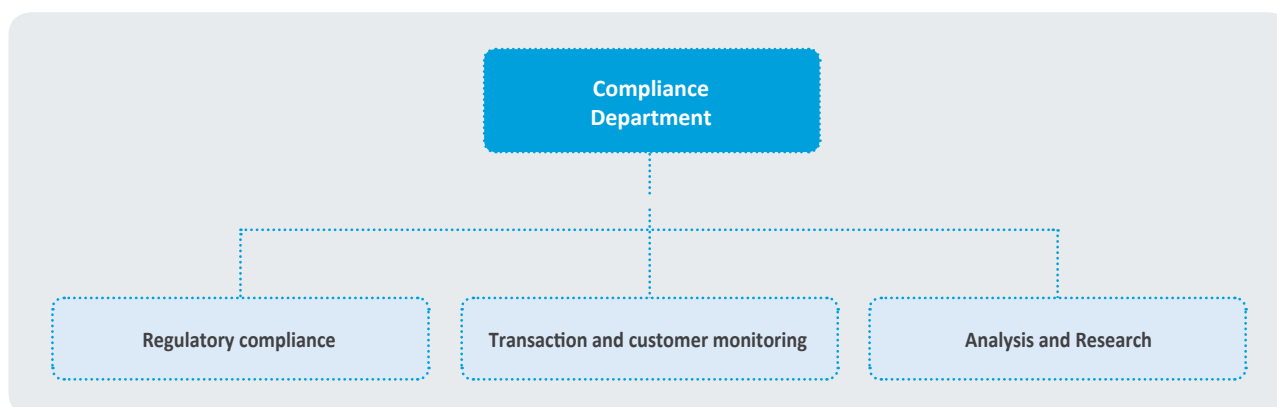 Compliance
Department
Regulatory compliance
Transaction and customer monitoring
Analysis and Research